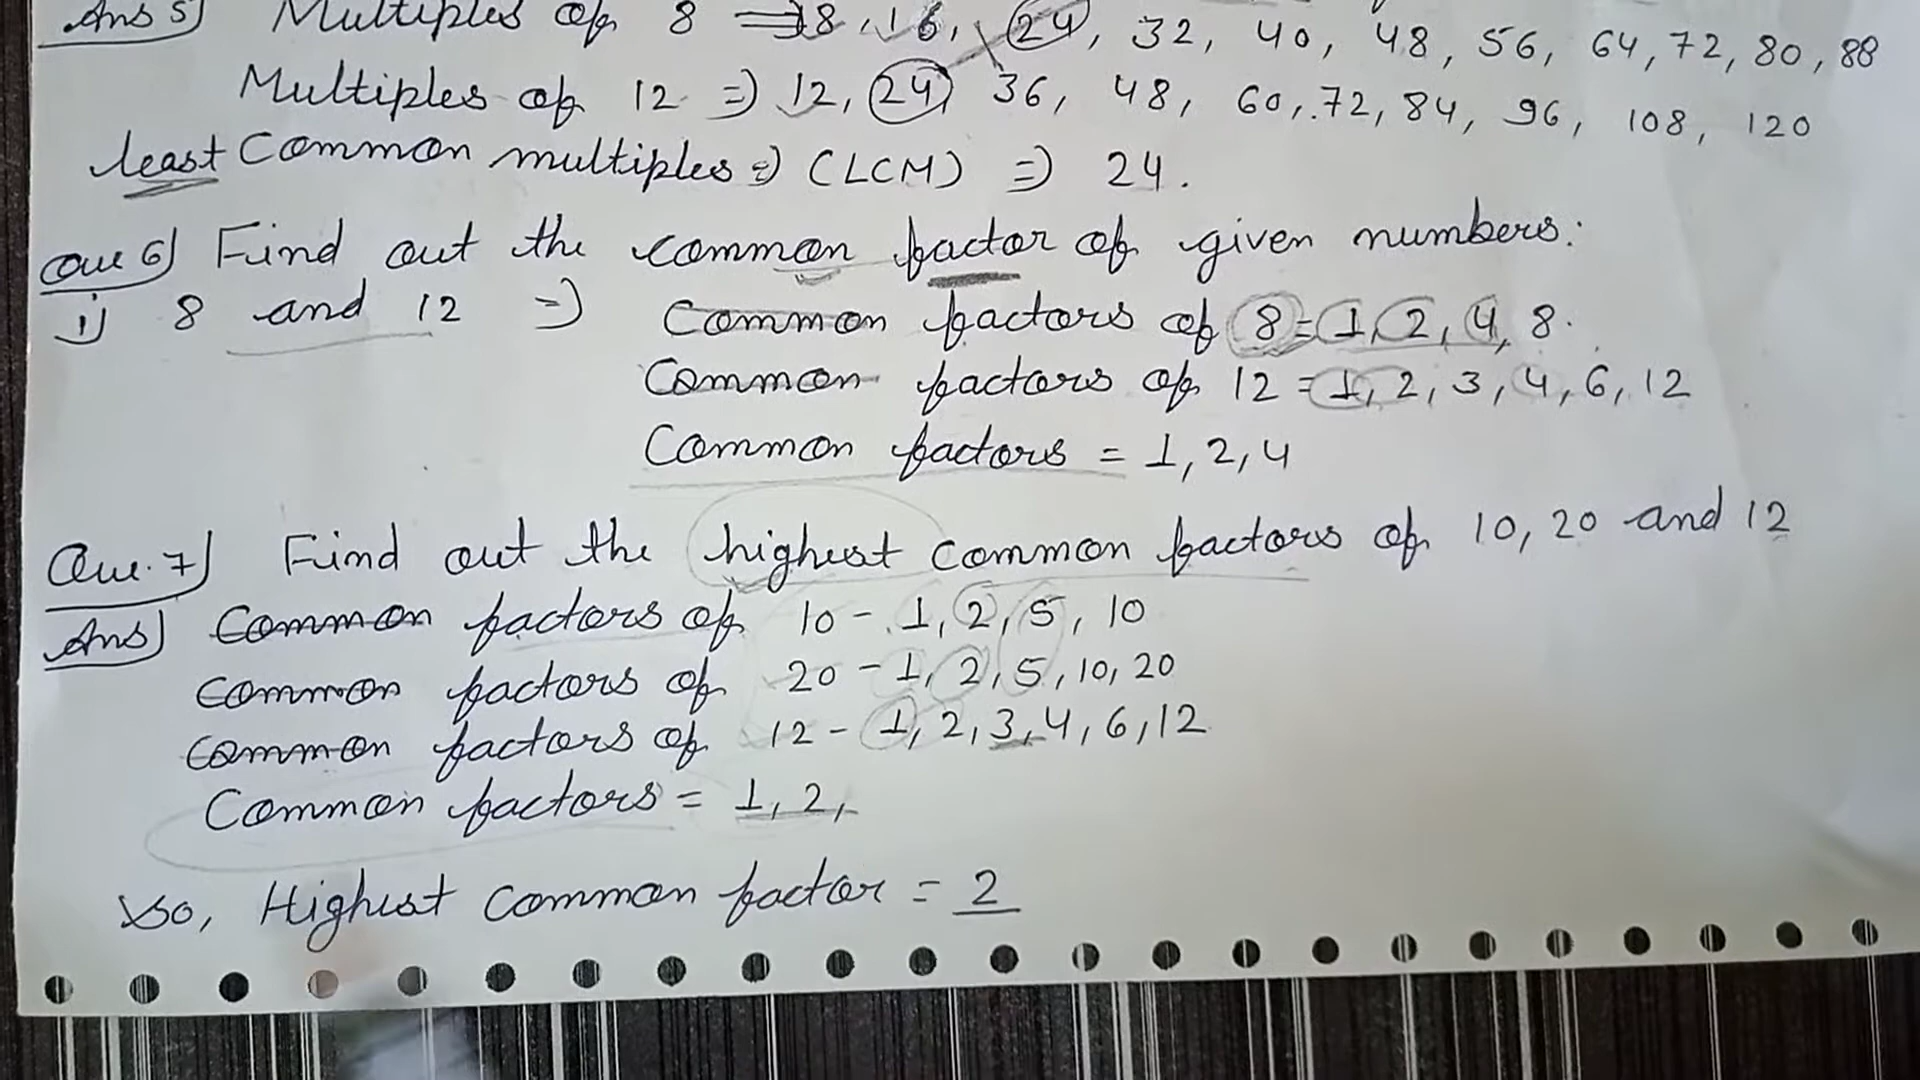 Ans 5) Multiples of 8 ⇒ 8, 16, 24, 32, 40, 48, 56, 64, 72, 80, 88
Multiples of 12 ⇒ 12, 24, 36, 48, 60, 72, 84, 96, 108, 120
least Common multiples ⇒ (LCM) ⇒ 24.
Que 6) Find out the common factor of given numbers:
i) 8 and 12 ⇒ Common factors of 8 = 1, 2, 4, 8.
Common factors of 12 = 1, 2, 3, 4, 6, 12
Common factors = 1, 2, 4
Que. 7) Find out the highest common factors of 10, 20 and 12
Ans) Common factors of 10 - 1, 2, 5, 10
Common factors of 20 - 1, 2, 5, 10, 20
Common factors of 12 - 1, 2, 3, 4, 6, 12
Common factors = 1, 2,
So, Highest common factor = 2